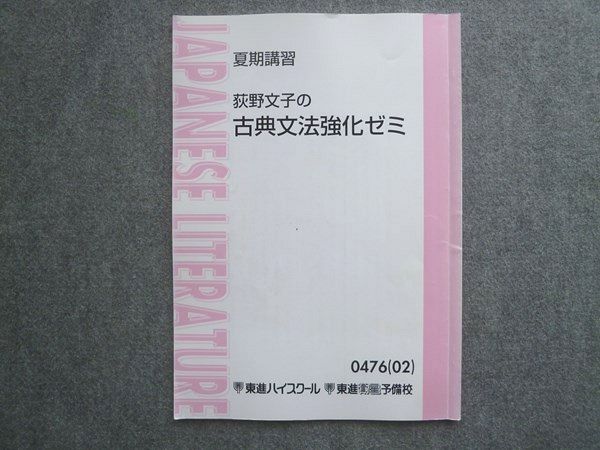 JAPANESE LITERATURE
夏期講習
荻野文子の
古典文法強化ゼミ
0476(02)
東進ハイスクール 東進衛星予備校